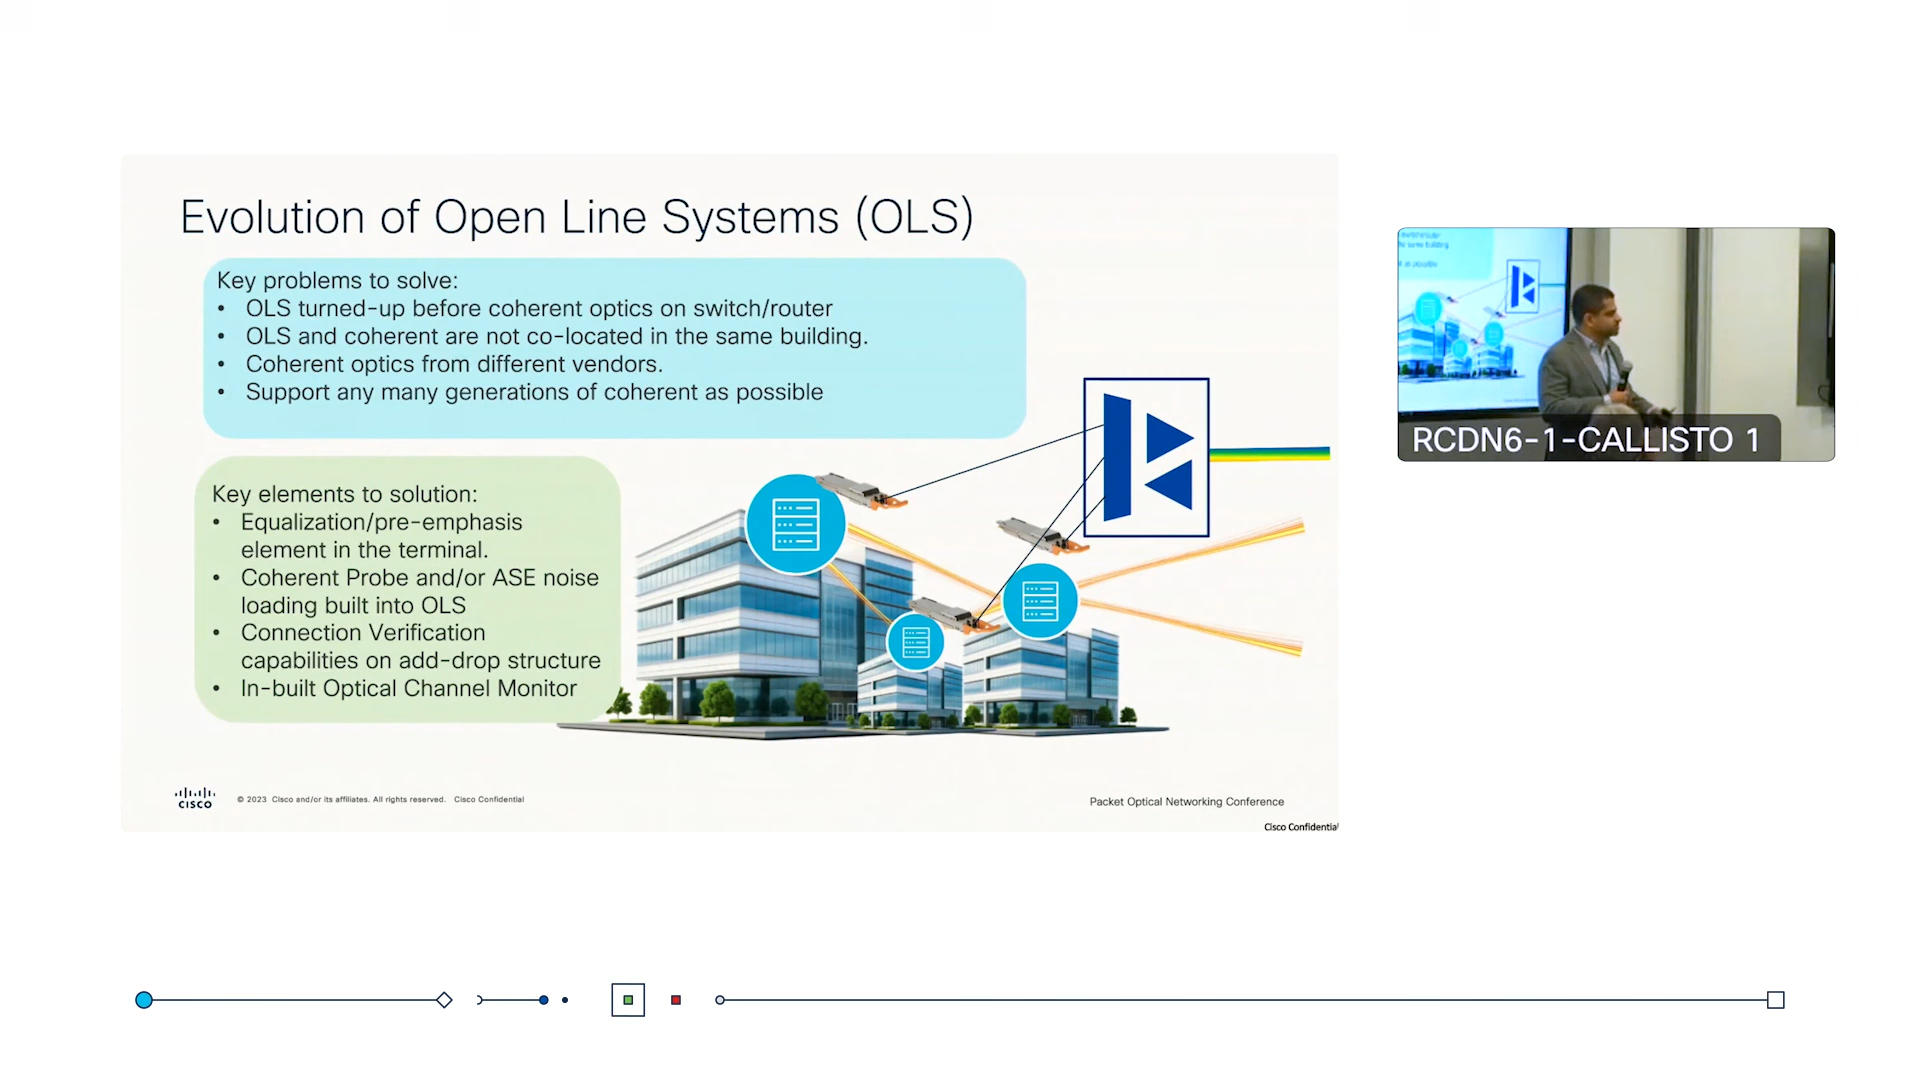 Evolution of Open Line Systems (OLS)
Key problems to solve:
• OLS turned-up before coherent optics on switch/router
• OLS and coherent are not co-located in the same building.
• Coherent optics from different vendors.
• Support any many generations of coherent as possible
Key elements to solution:
• Equalization/pre-emphasis
element in the terminal.
• Coherent Probe and/or ASE noise
loading built into OLS
• Connection Verification
capabilities on add-drop structure
• In-built Optical Channel Monitor
CISCO
© 2023 Cisco and/or its affiliates. All rights reserved. Cisco Confidential
Packet Optical Networking Conference
Cisco Confidential
the same building
as possible
RCDN6-1-CALLISTO 1